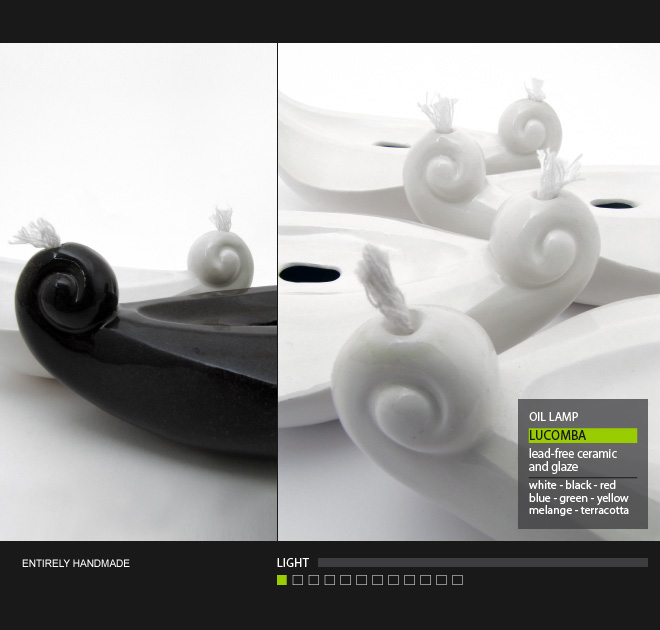 OIL LAMP
LUCOMBA
lead-free ceramic
and glaze
white - black - red
blue - green - yellow
melange - terracotta
ENTIRELY HANDMADE
LIGHT